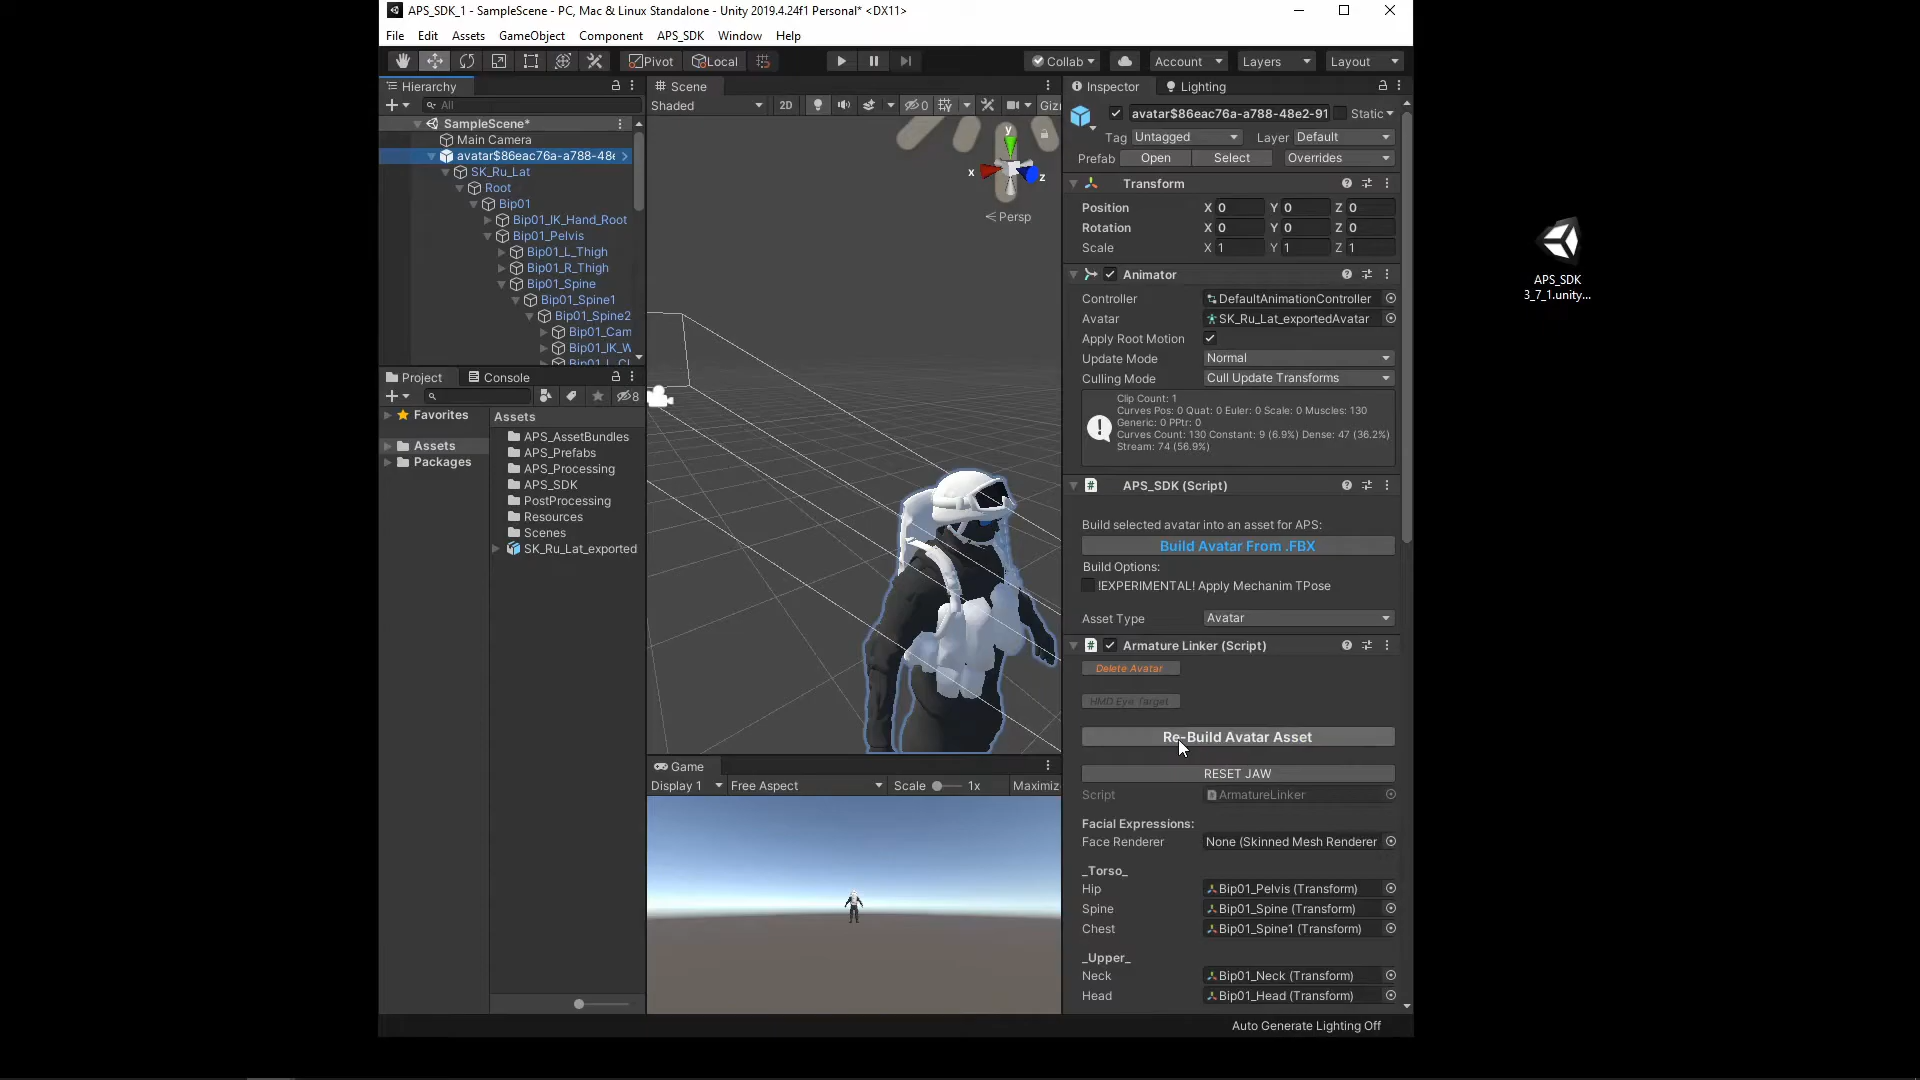 APS_SDK_1 - SampleScene - PC, Mac & Linux Standalone - Unity 2019.4.24f1 Personal* <DX11>
File Edit Assets GameObject Component APS_SDK Window Help
Pivot Local Collab Account Layers Layout
Hierarchy
All
SampleScene*
Main Camera
avatar$86eac76a-a788-48e
SK_Ru_Lat
Root
Bip01
Bip01_IK_Hand_Root
Bip01_Pelvis
Bip01_L_Thigh
Bip01_R_Thigh
Bip01_Spine
Bip01_Spine1
Bip01_Spine2
Bip01_Cam
Bip01_IK_W
Bip01_L_Cl
Project Console
8
Favorites
Assets
Packages
Assets
APS_AssetBundles
APS_Prefabs
APS_Processing
APS_SDK
PostProcessing
Resources
Scenes
SK_Ru_Lat_exported
Scene
Shaded 2D 0 Giz
y
x
z
Persp
Game
Display 1 Free Aspect Scale 1x Maximiz
Inspector Lighting
avatar$86eac76a-a788-48e2-91 Static
Tag Untagged Layer Default
Prefab Open Select Overrides
Transform
Position X 0 Y 0 Z 0
Rotation X 0 Y 0 Z 0
Scale X 1 Y 1 Z 1
Animator
Controller DefaultAnimationController
Avatar SK_Ru_Lat_exportedAvatar
Apply Root Motion
Update Mode Normal
Culling Mode Cull Update Transforms
Clip Count: 1
Curves Pos: 0 Quat: 0 Euler: 0 Scale: 0 Muscles: 130
Generic: 0 PPtr: 0
Curves Count: 130 Constant: 9 (6.9%) Dense: 47 (36.2%)
Stream: 74 (56.9%)
APS_SDK (Script)
Build selected avatar into an asset for APS:
Build Avatar From .FBX
Build Options:
!EXPERIMENTAL! Apply Mechanim TPose
Asset Type Avatar
Armature Linker (Script)
Delete Avatar
HMD Eye Target
Re-Build Avatar Asset
RESET JAW
Script ArmatureLinker
Facial Expressions:
Face Renderer None (Skinned Mesh Renderer
_Torso_
Hip Bip01_Pelvis (Transform)
Spine Bip01_Spine (Transform)
Chest Bip01_Spine1 (Transform)
_Upper_
Neck Bip01_Neck (Transform)
Head Bip01_Head (Transform)
Auto Generate Lighting Off
APS_SDK
3_7_1.unity...